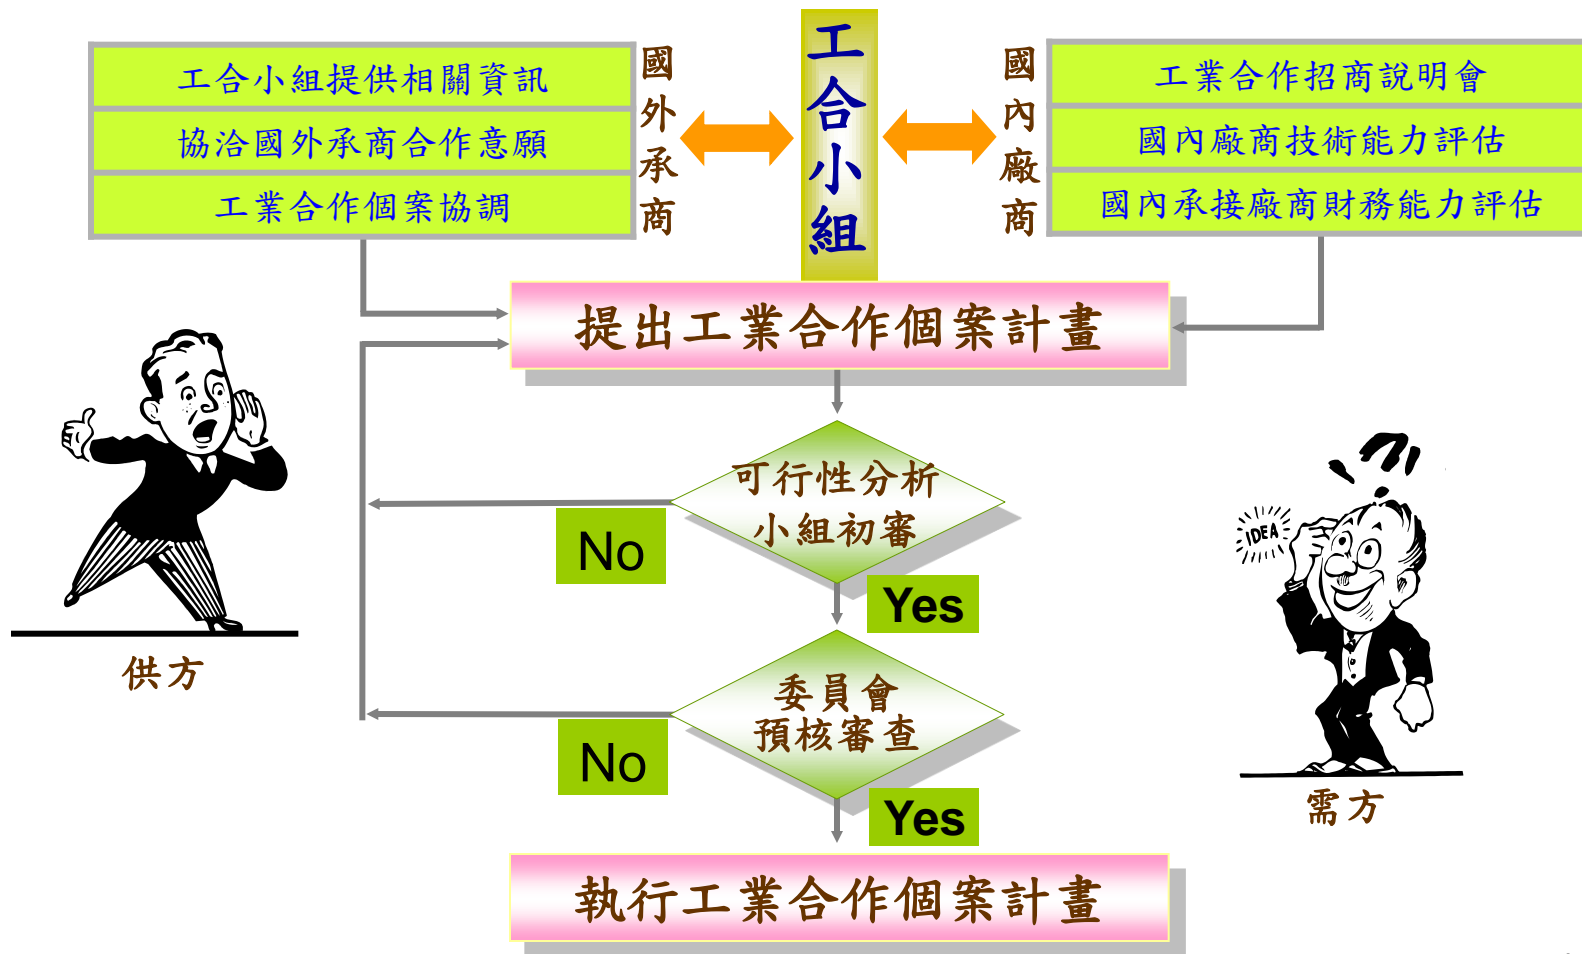 工合小組提供相關資訊
協洽國外承商合作意願
工業合作個案協調
國外承商
工合小組
國內廠商
工業合作招商說明會
國內廠商技術能力評估
國內承接廠商財務能力評估
提出工業合作個案計畫
可行性分析
小組初審
No
Yes
IDEA
供方
委員會
預核審查
No
Yes
需方
執行工業合作個案計畫